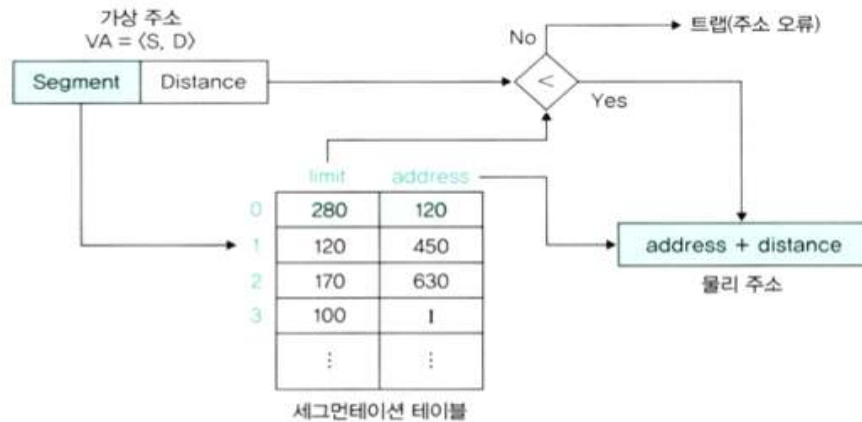 가상 주소
VA = ⟨S, D⟩
Segment Distance
No
트랩(주소 오류)
<
Yes
limit address
0 280 120
1 120 450
2 170 630
3 100 I
⋮ ⋮
address + distance
물리 주소
세그먼테이션 테이블